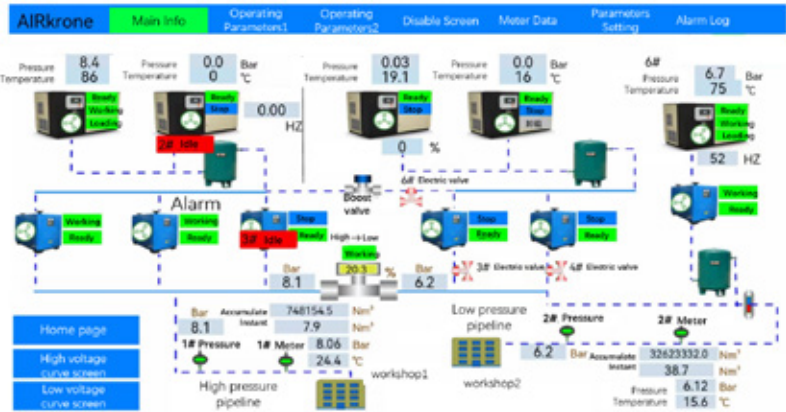 AIRkrone
Main Info
Operating
Parameters1
Operating
Parameters2
Disable Screen
Meter Data
Parameters
Setting
Alarm Log
Pressure 8.4
Temperature 86
Pressure 0.0 Bar
Temperature 0 ℃
Pressure 0.03
Temperature 19.1
Pressure 0.0 Bar
Temperature 16 ℃
6#
Pressure 6.7 Bar
Temperature 75 ℃
Ready
Working
Loading
Ready
Stop
2# Idle
0.00
HZ
Ready
Stop
0 %
Ready
Stop
Ready
Working
Loading
52 HZ
Alarm
Boost
valve
6# Electric valve
Working
Ready
Working
Ready
Stop
3# Idle Ready
High→Low
Working
20.3 %
Stop
Ready
Stop
Ready
Working
Ready
Bar
8.1
Bar
6.2
3# Electric valve
4# Electric valve
Home page
High voltage
curve screen
Low voltage
curve screen
Bar
8.1
Accumulate 748154.5 Nm³
Instant 7.9 Nm³
1# Pressure
1# Meter
8.06 Bar
24.4 ℃
High pressure
pipeline
workshop1
Low pressure
pipeline
workshop2
2# Pressure
6.2 Bar
2# Meter
Accumulate 32623332.0 Nm³
Instant 38.7 Nm³
Pressure 6.12 Bar
Temperature 15.6 ℃